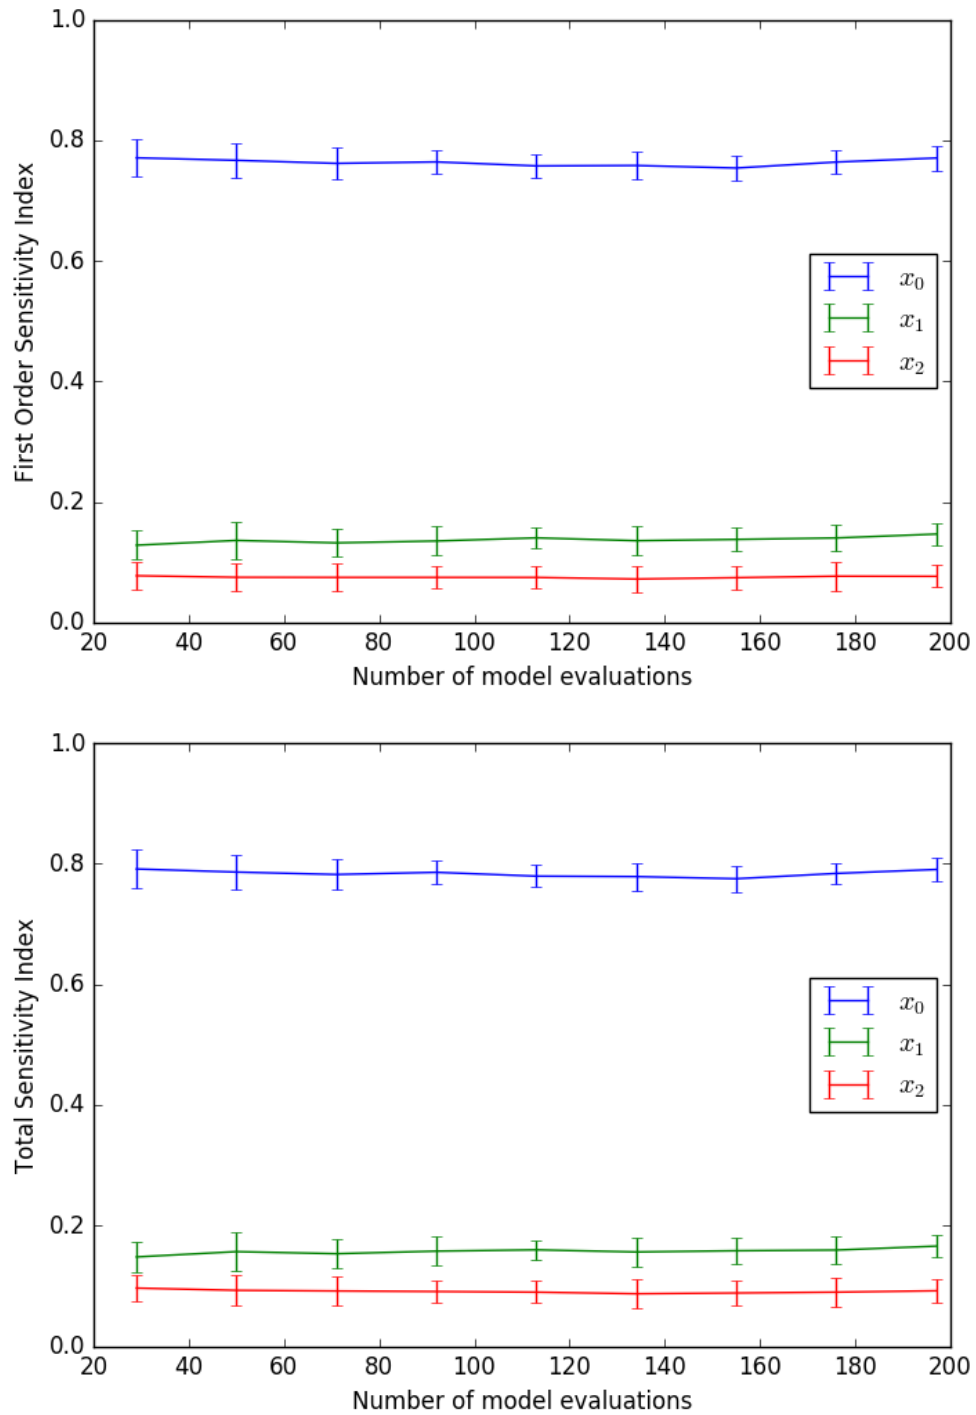 First Order Sensitivity Index
1.0
0.8
0.6
0.4
0.2
0.0
x₀
x₁
x₂
20 40 60 80 100 120 140 160 180 200
Number of model evaluations
Total Sensitivity Index
1.0
0.8
0.6
0.4
0.2
0.0
x₀
x₁
x₂
20 40 60 80 100 120 140 160 180 200
Number of model evaluations